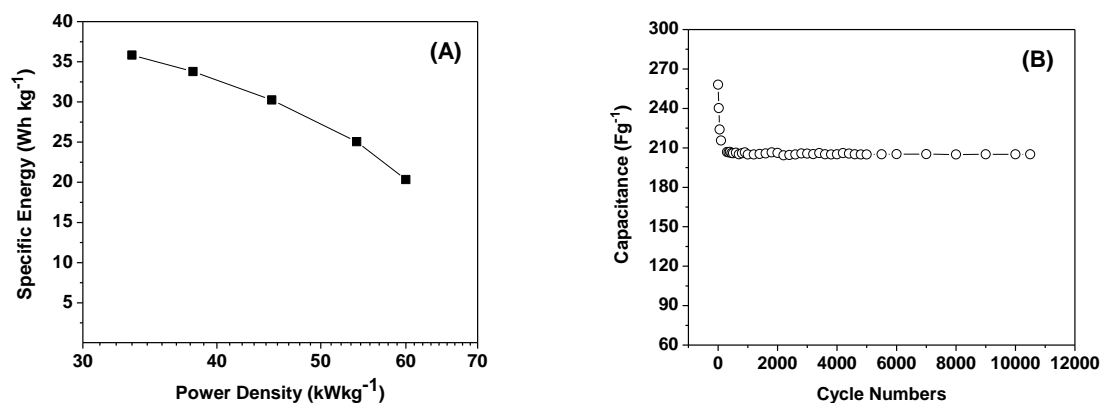 (A)
Specific Energy (Wh kg⁻¹)
40
35
30
25
20
15
10
5
30 40 50 60 70
Power Density (kWkg⁻¹)
(B)
Capacitance (Fg⁻¹)
300
270
240
210
180
150
120
90
60
0 2000 4000 6000 8000 10000 12000
Cycle Numbers